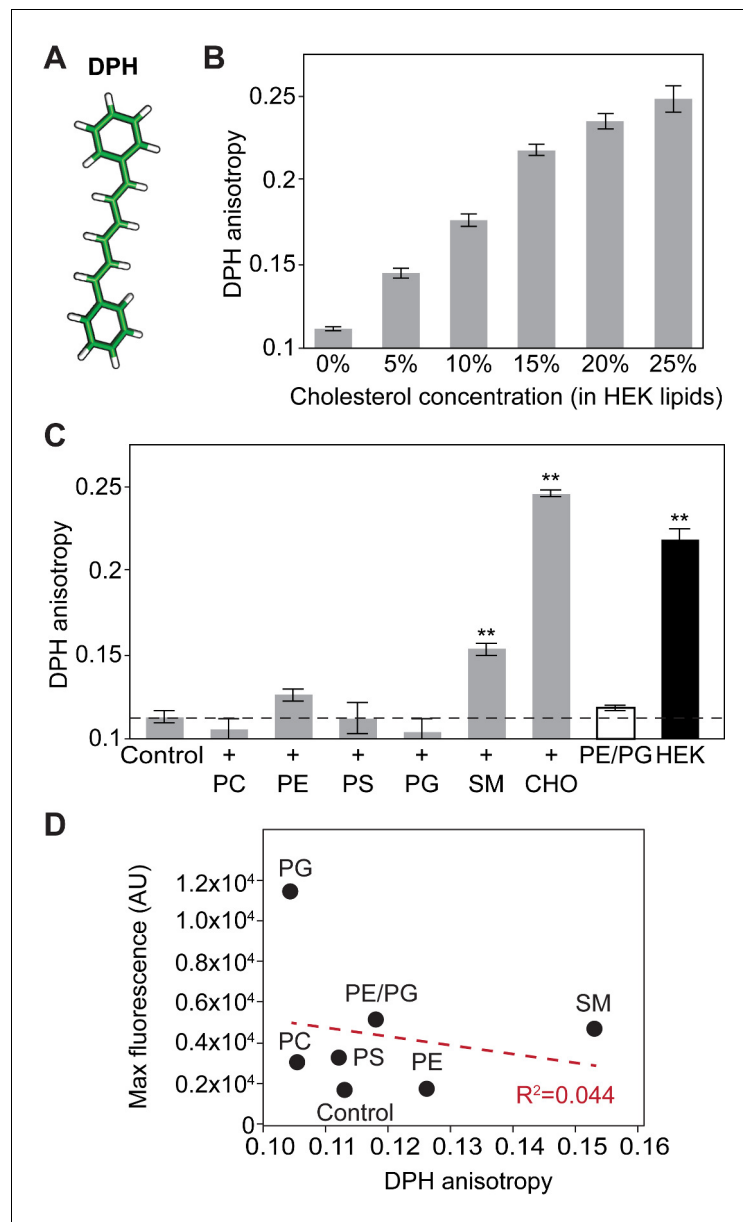 A
DPH
B
DPH anisotropy
0.25
0.2
0.15
0.1
0% 5% 10% 15% 20% 25%
Cholesterol concentration (in HEK lipids)
C
DPH anisotropy
0.25
0.2
0.15
0.1
** ** **
Control + + + + + + PE/PG HEK
PC PE PS PG SM CHO
D
Max fluorescence (AU)
1.2x10⁴
1.0x10⁴
0.8x10⁴
0.6x10⁴
0.4x10⁴
0.2x10⁴
0
PG
PE/PG
SM
PC
PS
PE
Control
R²=0.044
0.10 0.11 0.12 0.13 0.14 0.15 0.16
DPH anisotropy